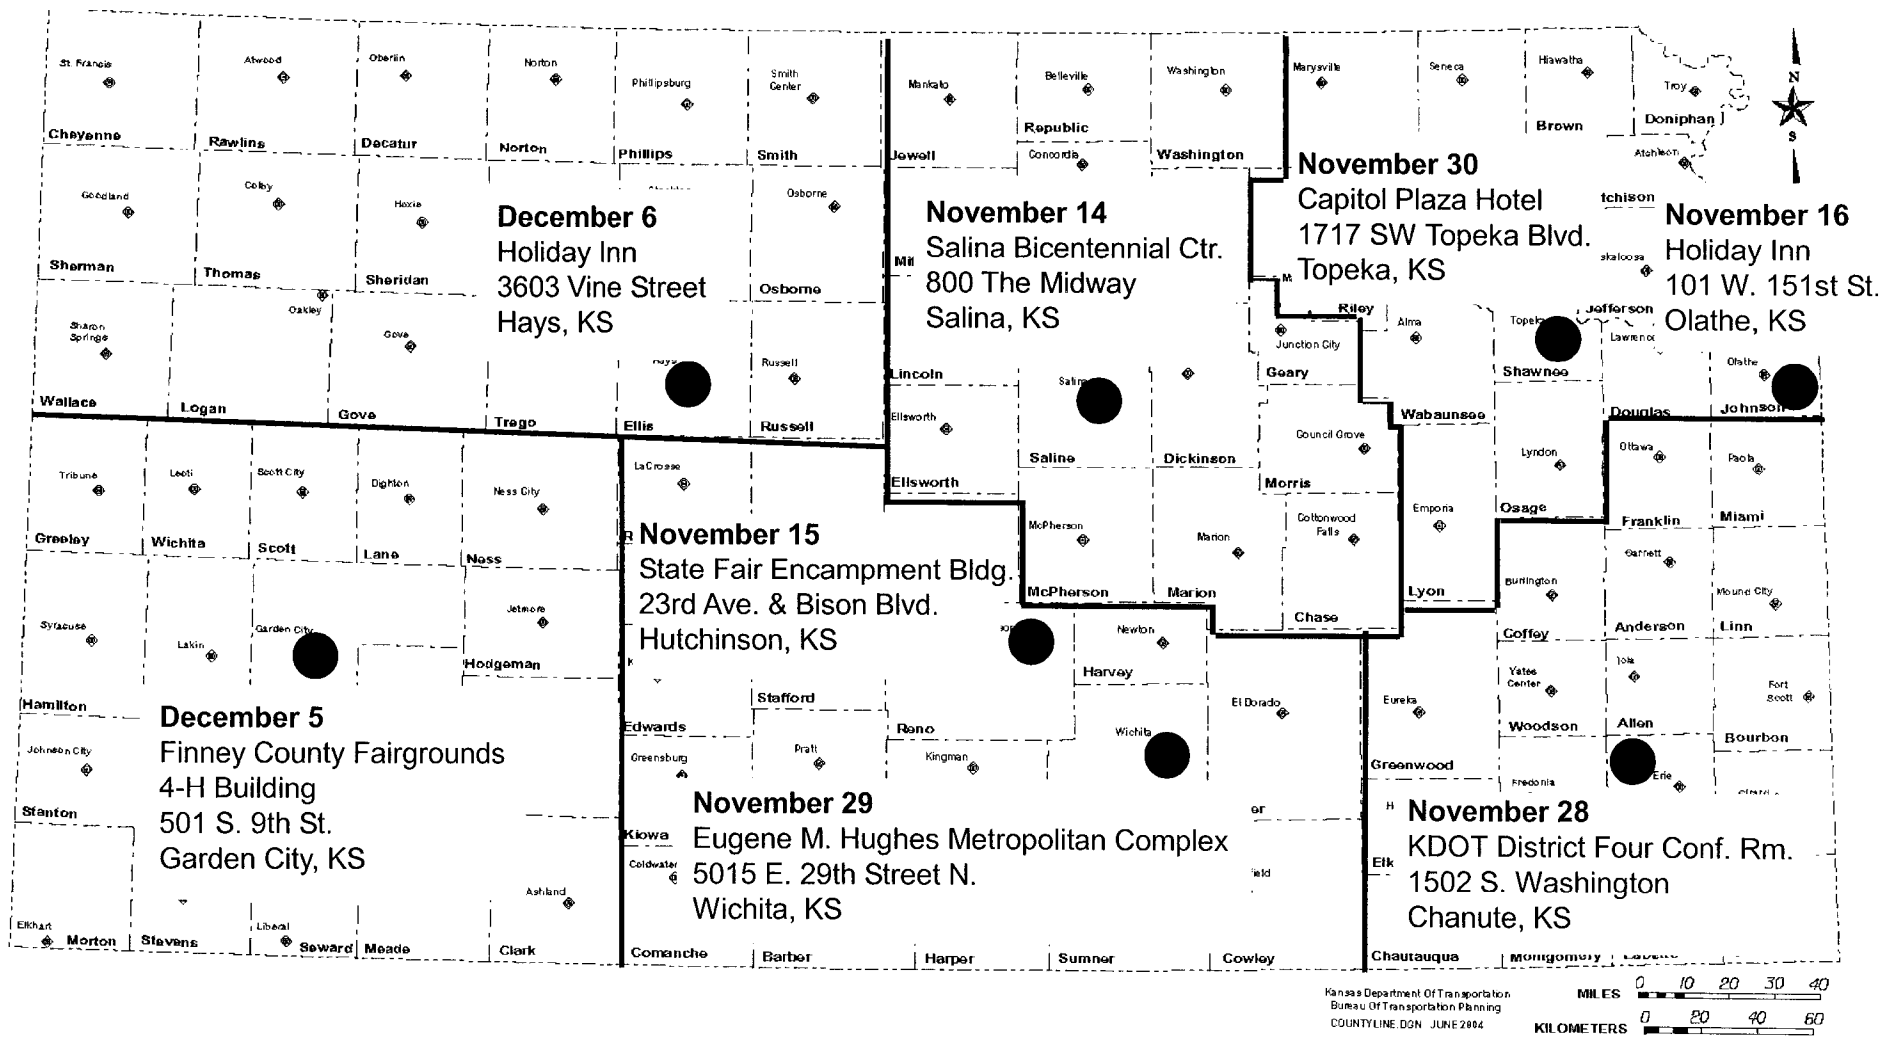 St. Francis
Cheyenne
Atwood
Rawlins
Oberlin
Decatur
Norton
Norton
Phillipsburg
Phillips
Smith
Center
Smith
Mankato
Jewell
Belleville
Republic
Concordia
Washington
Washington
Marysville
Seneca
Hiawatha
Brown
Troy
Doniphan
Atchison
tchison
N
S
Goodland
Sherman
Colby
Thomas
Hoxie
Sheridan
Osborne
Osborne
December 6
Holiday Inn
3603 Vine Street
Hays, KS
November 14
Salina Bicentennial Ctr.
800 The Midway
Salina, KS
November 30
Capitol Plaza Hotel
1717 SW Topeka Blvd.
Topeka, KS
November 16
Holiday Inn
101 W. 151st St.
Olathe, KS
skaloosa
Jefferson
Riley
Sharon
Springs
Wallace
Oakley
Logan
Gove
Gove
Trego
Hays
Ellis
Russell
Russell
Lincoln
Ellsworth
Ellsworth
Salina
Saline
Dickinson
Junction City
Geary
Council Grove
Morris
Alma
Wabaunsee
Topeka
Shawnee
Lawrence
Douglas
Olathe
Johnson
Tribune
Greeley
Leoti
Wichita
Scott City
Scott
Dighton
Lane
Ness City
Ness
LaCrosse
November 15
State Fair Encampment Bldg.
23rd Ave. & Bison Blvd.
Hutchinson, KS
McPherson
McPherson
Marion
Marion
Cottonwood
Falls
Chase
Emporia
Lyon
Lyndon
Osage
Ottawa
Franklin
Paola
Miami
Burlington
Coffey
Garnett
Anderson
Mound City
Linn
Syracuse
Hamilton
Lakin
Garden City
Jetmore
Hodgeman
Edwards
Stafford
Reno
Newton
Harvey
El Dorado
Eureka
Greenwood
Yates
Center
Woodson
Iola
Allen
Fort
Scott
Bourbon
December 5
Finney County Fairgrounds
4-H Building
501 S. 9th St.
Garden City, KS
Johnson City
Stanton
Greensburg
Kiowa
Pratt
Kingman
Wichita
Fredonia
Erie
November 29
Eugene M. Hughes Metropolitan Complex
5015 E. 29th Street N.
Wichita, KS
November 28
KDOT District Four Conf. Rm.
1502 S. Washington
Chanute, KS
er
field
Elk
Coldwater
Comanche
Elkhart
Morton
Stevens
Liberal
Seward
Meade
Ashland
Clark
Barber
Harper
Sumner
Cowley
Chautauqua
Montgomery
Kansas Department Of Transportation
Bureau Of Transportation Planning
COUNTYLINE.DGN JUNE 2004
MILES 0 10 20 30 40
KILOMETERS 0 20 40 60